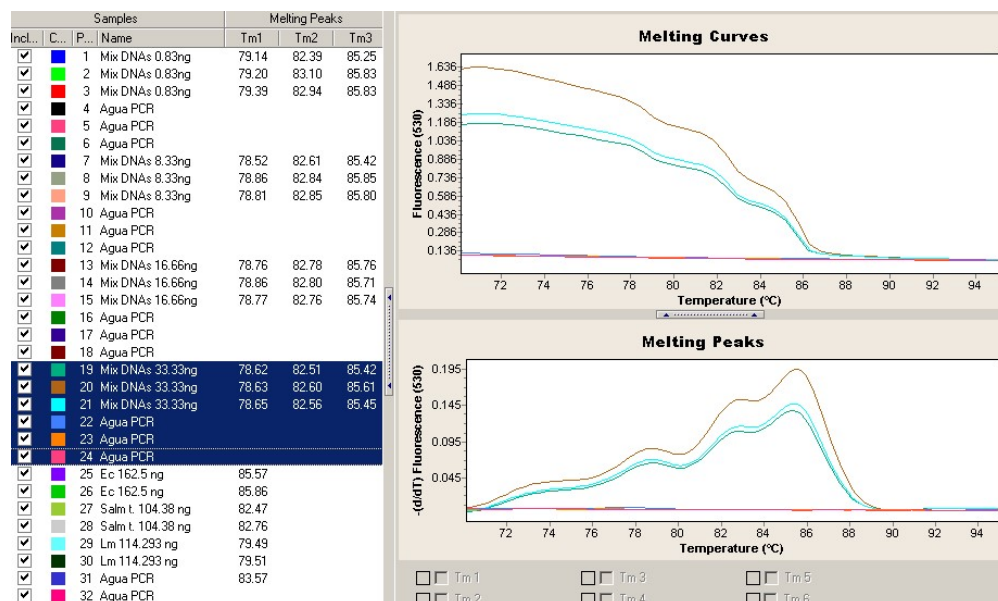 Samples Melting Peaks
Incl... C... P... Name Tm1 Tm2 Tm3
1 Mix DNAs 0.83ng 79.14 82.39 85.25
2 Mix DNAs 0.83ng 79.20 83.10 85.83
3 Mix DNAs 0.83ng 79.39 82.94 85.83
4 Agua PCR
5 Agua PCR
6 Agua PCR
7 Mix DNAs 8.33ng 78.52 82.61 85.42
8 Mix DNAs 8.33ng 78.86 82.84 85.85
9 Mix DNAs 8.33ng 78.81 82.85 85.80
10 Agua PCR
11 Agua PCR
12 Agua PCR
13 Mix DNAs 16.66ng 78.76 82.78 85.76
14 Mix DNAs 16.66ng 78.86 82.80 85.71
15 Mix DNAs 16.66ng 78.77 82.76 85.74
16 Agua PCR
17 Agua PCR
18 Agua PCR
19 Mix DNAs 33.33ng 78.62 82.51 85.42
20 Mix DNAs 33.33ng 78.63 82.60 85.61
21 Mix DNAs 33.33ng 78.65 82.56 85.45
22 Agua PCR
23 Agua PCR
24 Agua PCR
25 Ec 162.5 ng 85.57
26 Ec 162.5 ng 85.86
27 Salm t. 104.38 ng 82.47
28 Salm t. 104.38 ng 82.76
29 Lm 114.293 ng 79.49
30 Lm 114.293 ng 79.51
31 Agua PCR 83.57
32 Agua PCR
Melting Curves
Fluorescence (530)
1.636
1.486
1.336
1.186
1.036
0.886
0.736
0.586
0.436
0.286
0.136
72 74 76 78 80 82 84 86 88 90 92 94
Temperature (°C)
Melting Peaks
-(d/dT) Fluorescence (530)
0.195
0.145
0.095
0.045
72 74 76 78 80 82 84 86 88 90 92 94
Temperature (°C)
Tm 1 Tm 3 Tm 5
Tm 2 Tm 4 Tm 6